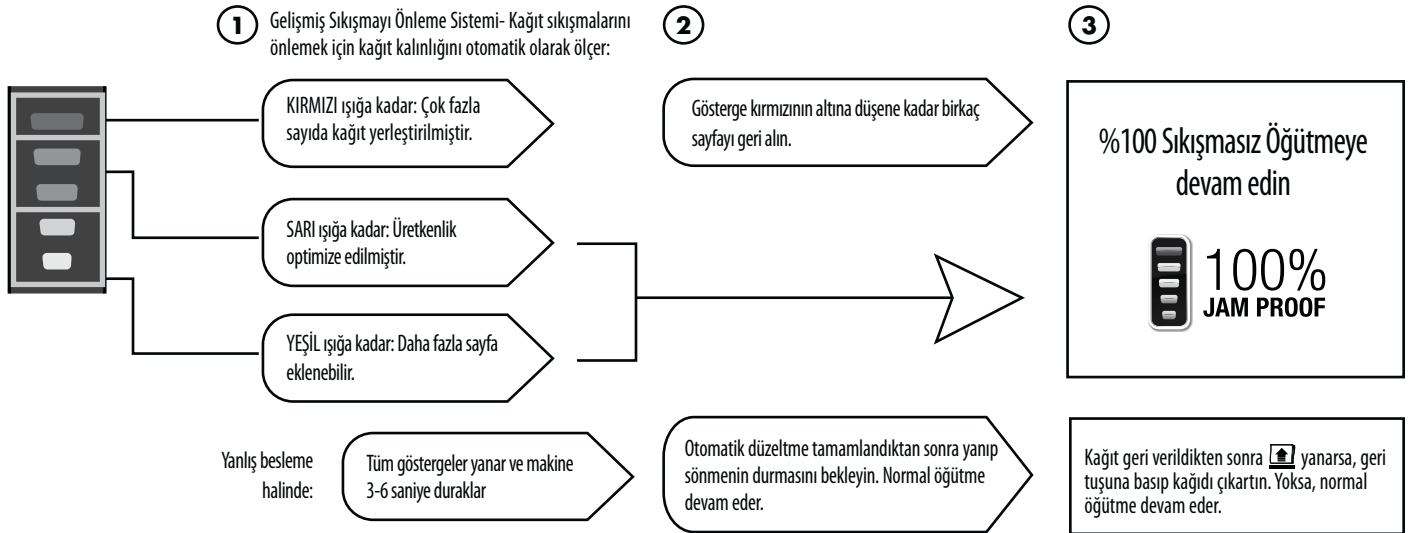 1
Gelişmiş Sıkışmayı Önleme Sistemi- Kağıt sıkışmalarını
önlemek için kağıt kalınlığını otomatik olarak ölçer:
KIRMIZI ışığa kadar: Çok fazla
sayıda kağıt yerleştirilmiştir.
SARI ışığa kadar: Üretkenlik
optimize edilmiştir.
YEŞİL ışığa kadar: Daha fazla sayfa
eklenebilir.
2
Gösterge kırmızının altına düşene kadar birkaç
sayfayı geri alın.
3
%100 Sıkışmasız Öğütmeye
devam edin
100%
JAM PROOF
Yanlış besleme
halinde:
Tüm göstergeler yanar ve makine
3-6 saniye duraklar
Otomatik düzeltme tamamlandıktan sonra yanıp
sönmenin durmasını bekleyin. Normal öğütme
devam eder.
Kağıt geri verildikten sonra yanarsa, geri
tuşuna basıp kağıdı çıkartın. Yoksa, normal
öğütme devam eder.